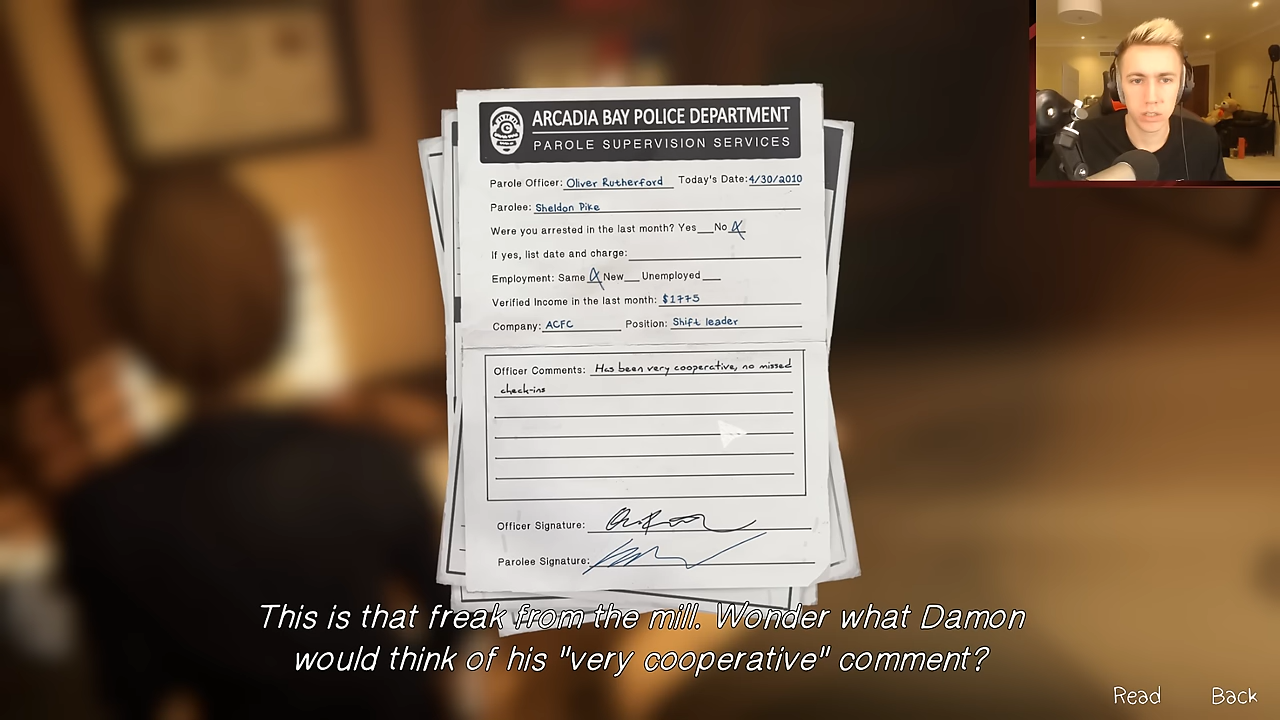 ARCADIA BAY POLICE DEPARTMENT
PAROLE SUPERVISION SERVICES
Parole Officer: Oliver Rutherford Today's Date: 4/30/2010
Parolee: Sheldon Pike
Were you arrested in the last month? Yes No X
If yes, list date and charge:
Employment: Same X New Unemployed
Verified Income in the last month: $1775
Company: ACFC Position: Shift leader
Officer Comments: Has been very cooperative, no missed
check-ins
Officer Signature:
Parolee Signature:
This is that freak from the mill. Wonder what Damon
would think of his "very cooperative" comment?
Read Back